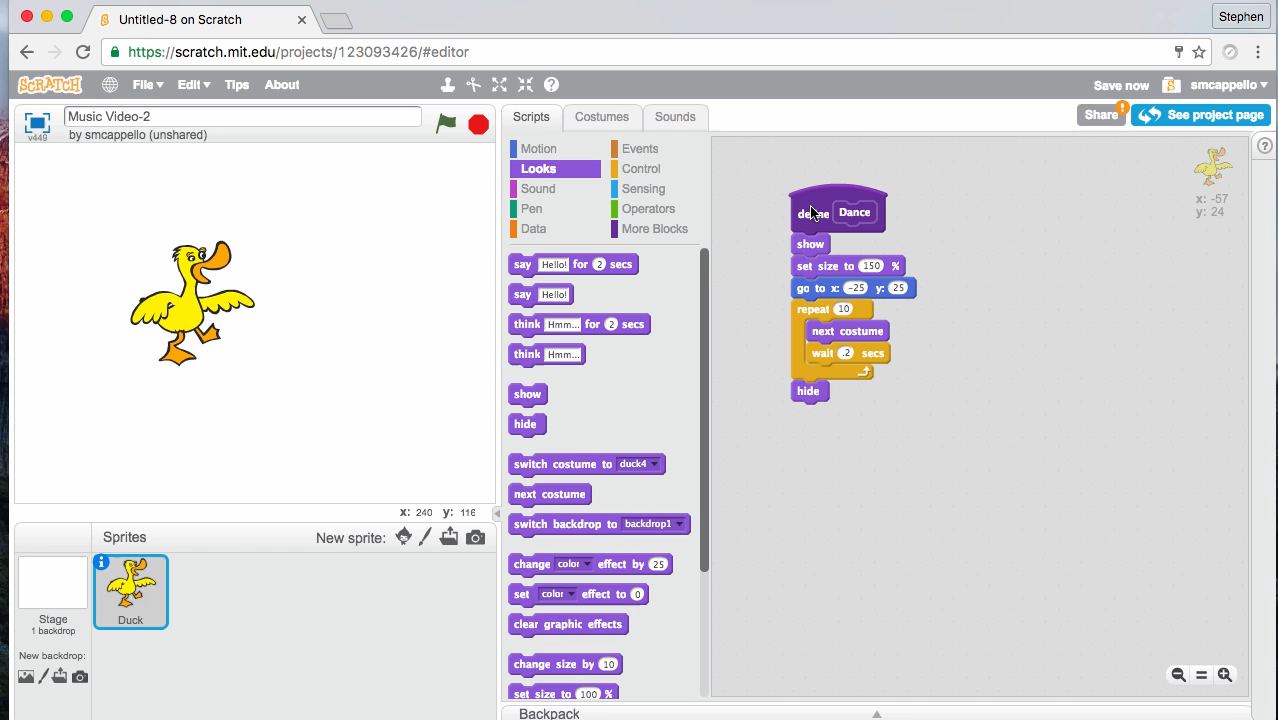 Untitled-8 on Scratch
Stephen
https://scratch.mit.edu/projects/123093426/#editor
SCRATCH
File
Edit
Tips
About
Save now
smcappello
Music Video-2
by smcappello (unshared)
v449
Scripts
Costumes
Sounds
Share
!
See project page
Motion
Looks
Sound
Pen
Data
Events
Control
Sensing
Operators
More Blocks
say Hello! for 2 secs
say Hello!
think Hmm... for 2 secs
think Hmm...
show
hide
switch costume to duck4
next costume
switch backdrop to backdrop1
change color effect by 25
set color effect to 0
clear graphic effects
change size by 10
set size to 100 %
Dance
show
set size to 150 %
go to x: -25 y: 25
repeat 10
next costume
wait .2 secs
hide
x: -57
y: 24
x: 240 y: 116
Sprites
New sprite:
Stage
1 backdrop
New backdrop:
Duck
Backpack